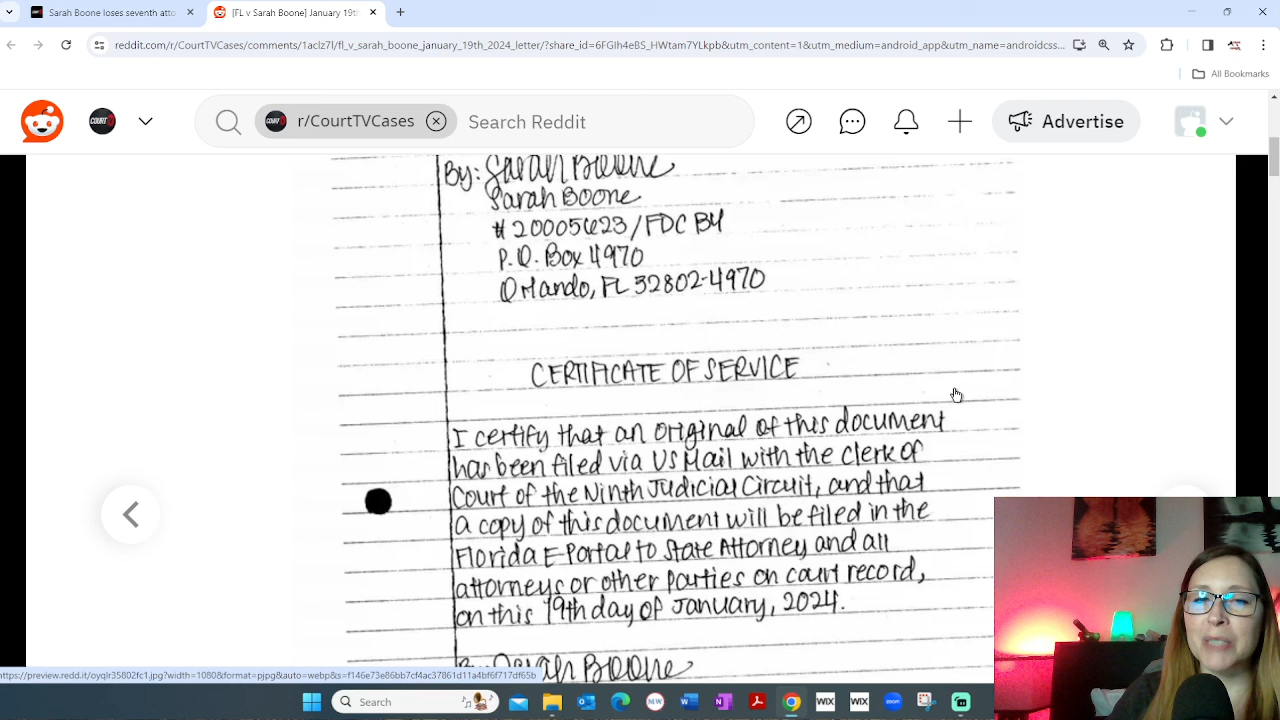 Sarah Boone loses seventh atto
[FL v Sarah Boone] January 19th
reddit.com/r/CourtTVCases/comments/1aclz7l/fl_v_sarah_boone_january_19th_2024_letter/?share_id=6FGIh4eBS_HWtam7YLkpb&utm_content=1&utm_medium=android_app&utm_name=androidcss...
All Bookmarks
COURT
r/CourtTVCases
Search Reddit
Advertise
By: Sarah Boone
Sarah Boone
# 20005623/FDC B4
P.O. Box 4970
Orlando, FL 32802-4970
CERTIFICATE OF SERVICE
I certify that an original of this document
has been filed via US Mail with the clerk of
Court of the Ninth Judicial Circuit, and that
a copy of this document will be filed in the
Florida E-Portal to State Attorney and all
attorneys or other parties on court record,
on this 19th day of January, 2024.
Sarah Boone
Search